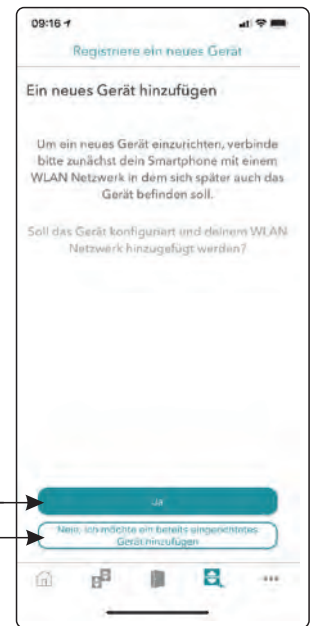 09:16
Registriere ein neues Gerät
Ein neues Gerät hinzufügen
Um ein neues Gerät einzurichten, verbinde
bitte zunächst dein Smartphone mit einem
WLAN Netzwerk in dem sich später auch das
Gerät befinden soll.
Soll das Gerät konfiguriert und deinem WLAN
Netzwerk hinzugefügt werden?
Ja
Nein, ich möchte ein bereits eingerichtetes
Gerät hinzufügen